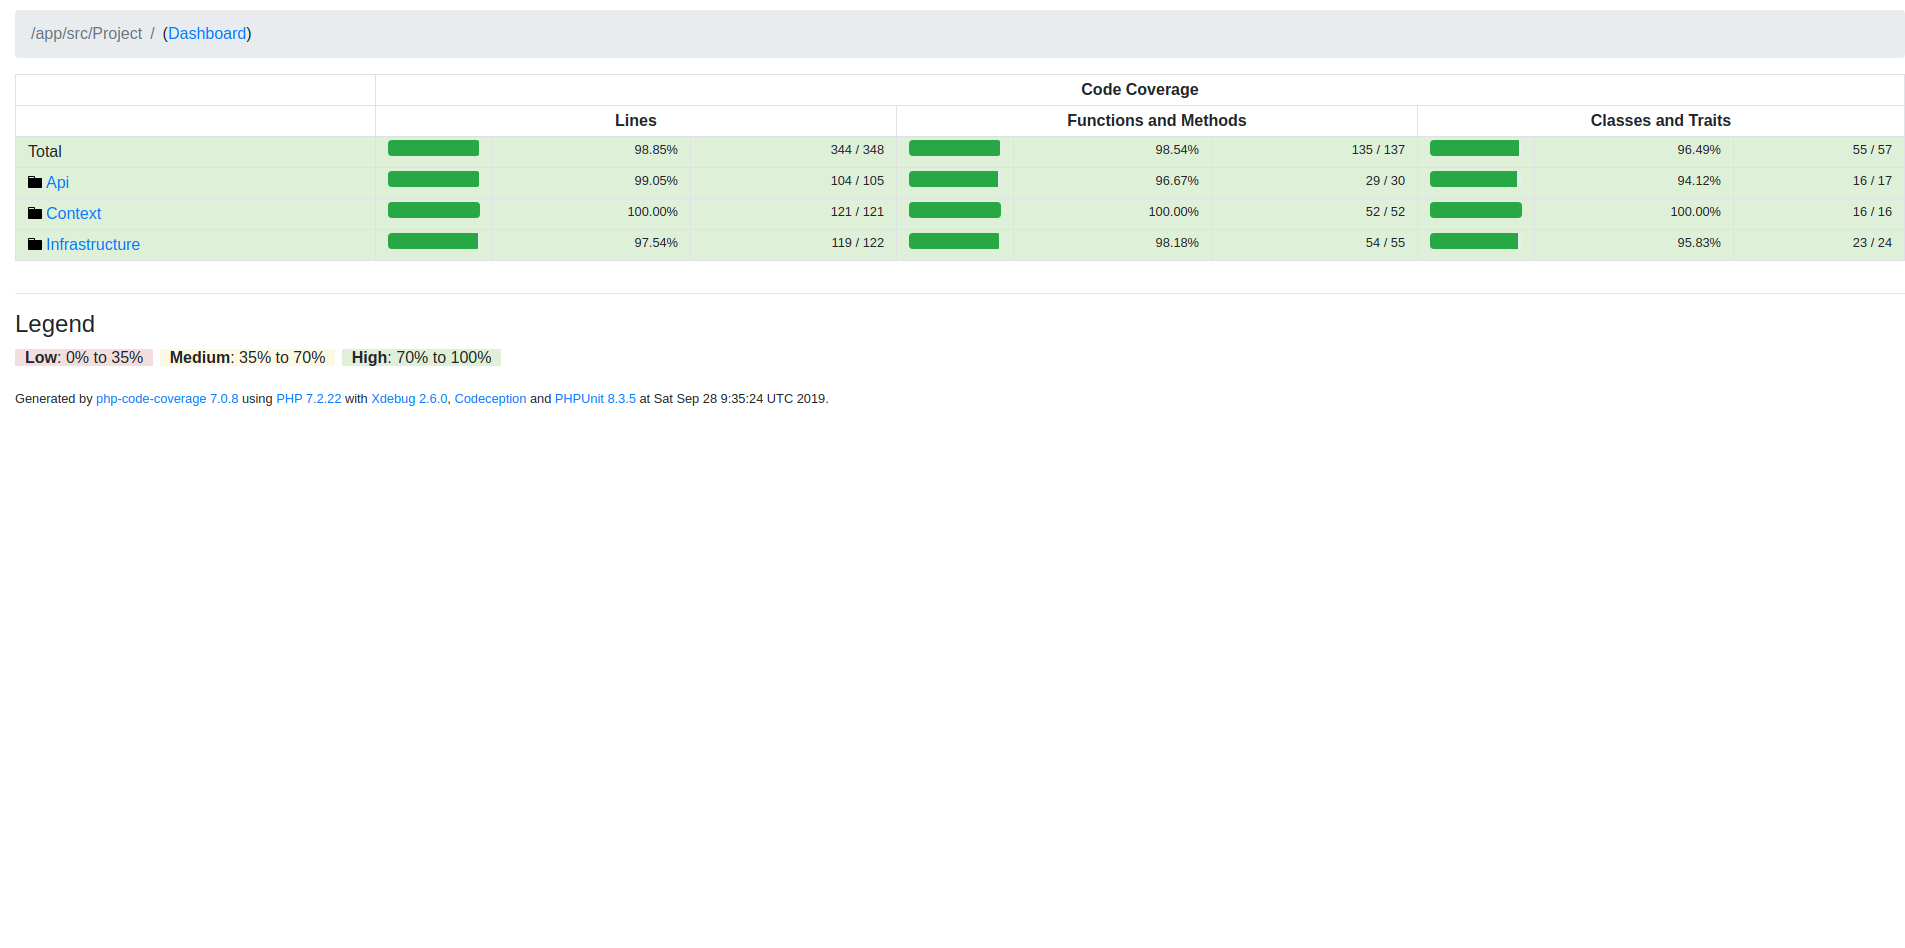 /app/src/Project / (Dashboard)
Code Coverage
Lines Functions and Methods Classes and Traits
Total 98.85% 344 / 348 98.54% 135 / 137 96.49% 55 / 57
Api 99.05% 104 / 105 96.67% 29 / 30 94.12% 16 / 17
Context 100.00% 121 / 121 100.00% 52 / 52 100.00% 16 / 16
Infrastructure 97.54% 119 / 122 98.18% 54 / 55 95.83% 23 / 24
Legend
Low: 0% to 35% Medium: 35% to 70% High: 70% to 100%
Generated by php-code-coverage 7.0.8 using PHP 7.2.22 with Xdebug 2.6.0, Codeception and PHPUnit 8.3.5 at Sat Sep 28 9:35:24 UTC 2019.